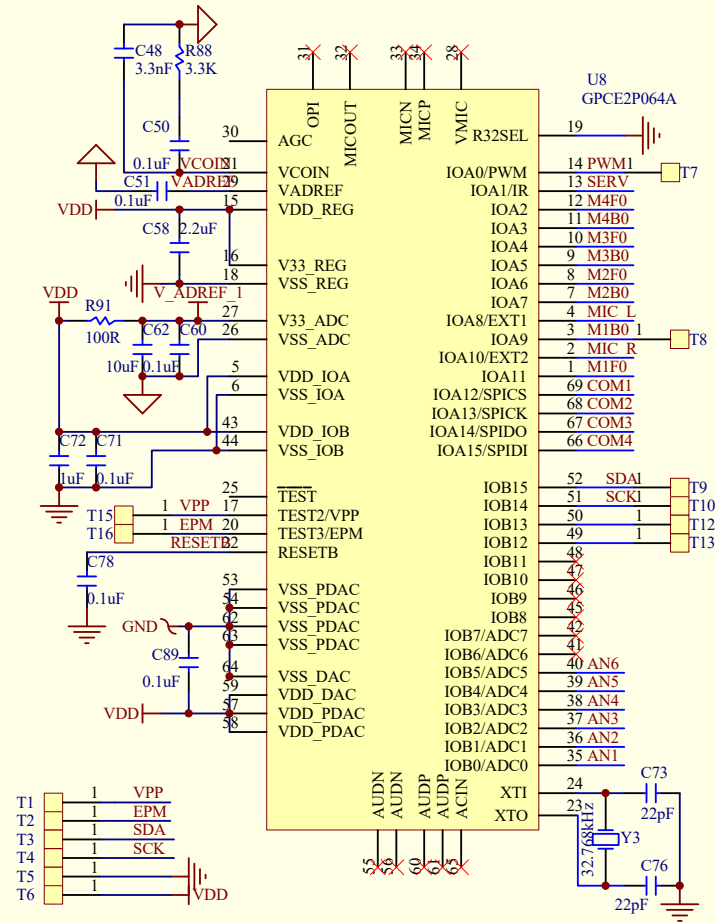 C48
3.3nF
R88
3.3K
C50
0.1uF
C51
0.1uF
VDD
C58
2.2uF
V_ADREF_1
VDD
R91
100R
C62
10uF
C60
0.1uF
C72
1uF
C71
0.1uF
T15 1 VPP
T16 1 EPM
C78
0.1uF
GND
C89
0.1uF
VDD
31 OPI
32 MICOUT
33 MICN
34 MICP
28 VMIC
U8
GPCE2P064A
30 AGC
VCOIN 21 VCOIN
VADREF 29 VADREF
15 VDD_REG
16 V33_REG
18 VSS_REG
27 V33_ADC
26 VSS_ADC
5 VDD_IOA
6 VSS_IOA
43 VDD_IOB
44 VSS_IOB
25 TEST
17 TEST2/VPP
20 TEST3/EPM
RESETB 22 RESETB
53 VSS_PDAC
54 VSS_PDAC
62 VSS_PDAC
63 VSS_PDAC
64 VSS_DAC
59 VDD_DAC
57 VDD_PDAC
58 VDD_PDAC
R32SEL 19
IOA0/PWM 14 PWM1 T7
IOA1/IR 13 SERV
IOA2 12 M4F0
IOA3 11 M4B0
IOA4 10 M3F0
IOA5 9 M3B0
IOA6 8 M2F0
IOA7 7 M2B0
IOA8/EXT1 4 MIC_L
IOA9 3 M1B0 1 T8
IOA10/EXT2 2 MIC_R
IOA11 1 M1F0
IOA12/SPICS 69 COM1
IOA13/SPICK 68 COM2
IOA14/SPIDO 67 COM3
IOA15/SPIDI 66 COM4
IOB15 52 SDA 1 T9
IOB14 51 SCK 1 T10
IOB13 50 1 T12
IOB12 49 1 T13
IOB11 48
IOB10 47
IOB9 46
IOB8 45
IOB7/ADC7 42
IOB6/ADC6 41
IOB5/ADC5 40 AN6
IOB4/ADC4 39 AN5
IOB3/ADC3 38 AN4
IOB2/ADC2 37 AN3
IOB1/ADC1 36 AN2
IOB0/ADC0 35 AN1
XTI 24
XTO 23
AUDN 55
AUDN 56
AUDP 60
AUDP 61
ACIN 65
C73
22pF
32.768kHz
Y3
C76
22pF
T1 1 VPP
T2 1 EPM
T3 1 SDA
T4 1 SCK
T5 1
T6 1 VDD